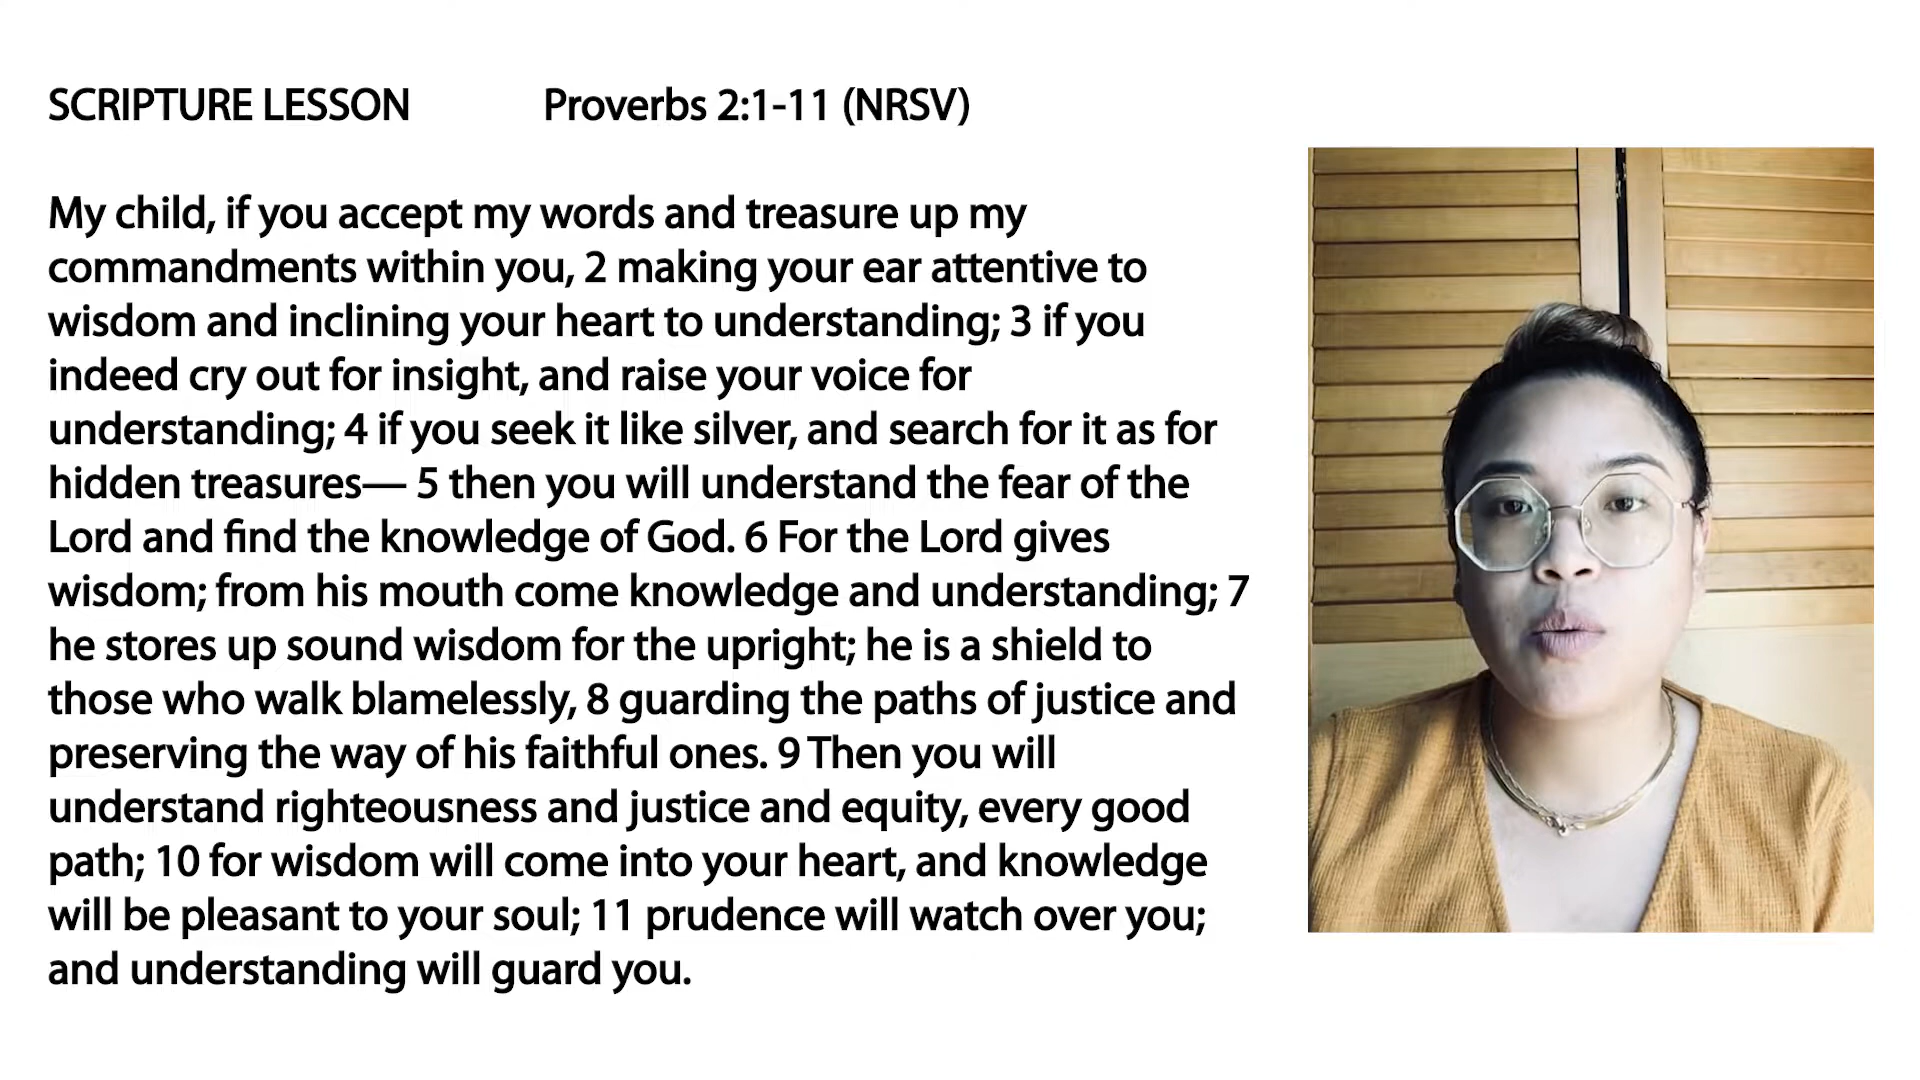 SCRIPTURE LESSON Proverbs 2:1-11 (NRSV)
My child, if you accept my words and treasure up my
commandments within you, 2 making your ear attentive to
wisdom and inclining your heart to understanding; 3 if you
indeed cry out for insight, and raise your voice for
understanding; 4 if you seek it like silver, and search for it as for
hidden treasures— 5 then you will understand the fear of the
Lord and find the knowledge of God. 6 For the Lord gives
wisdom; from his mouth come knowledge and understanding; 7
he stores up sound wisdom for the upright; he is a shield to
those who walk blamelessly, 8 guarding the paths of justice and
preserving the way of his faithful ones. 9 Then you will
understand righteousness and justice and equity, every good
path; 10 for wisdom will come into your heart, and knowledge
will be pleasant to your soul; 11 prudence will watch over you;
and understanding will guard you.